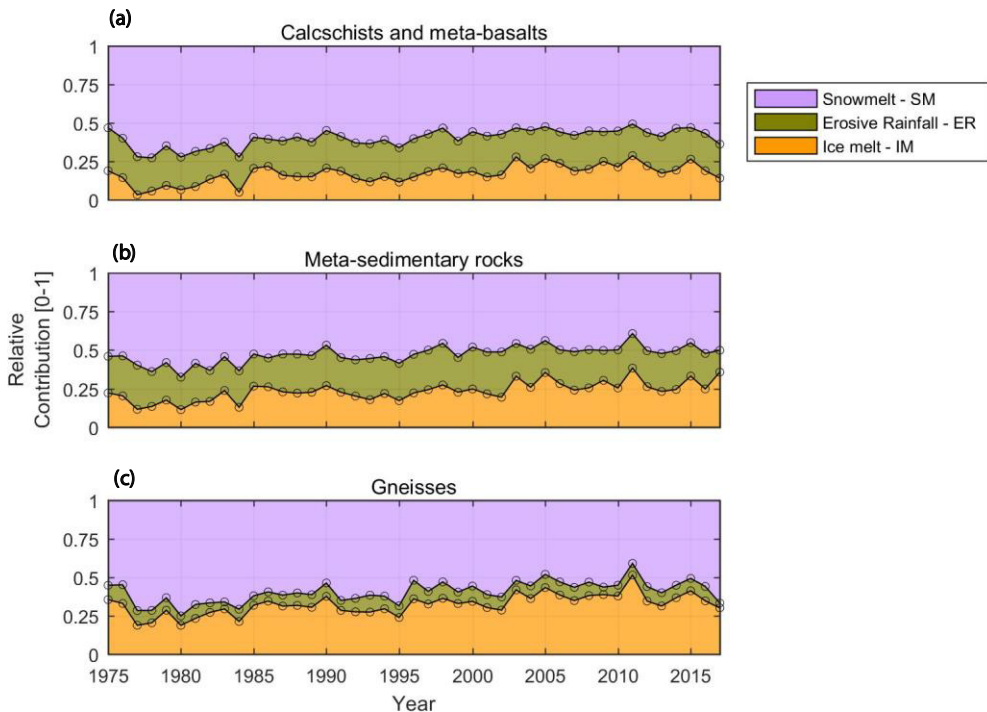 (a)
Calcschists and meta-basalts
1
0.75
0.5
0.25
0
Snowmelt - SM
Erosive Rainfall - ER
Ice melt - IM
(b)
Meta-sedimentary rocks
1
0.75
0.5
0.25
0
Relative
Contribution [0-1]
(c)
Gneisses
1
0.75
0.5
0.25
0
1975 1980 1985 1990 1995 2000 2005 2010 2015
Year